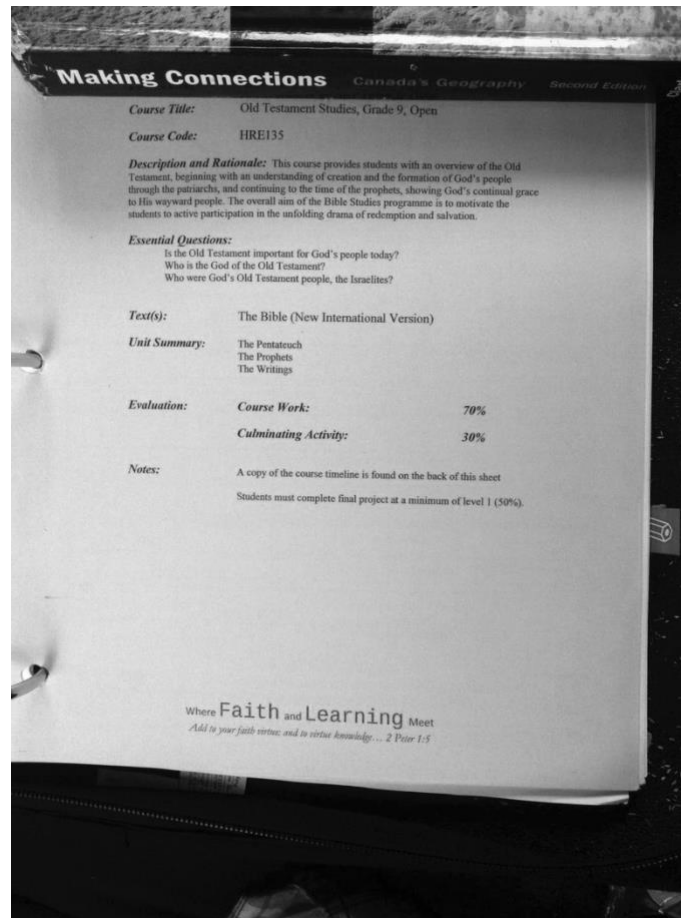 Making Connections Canada's Geography Second Edition
Course Title: Old Testament Studies, Grade 9, Open
Course Code: HRE135
Description and Rationale: This course provides students with an overview of the Old
Testament, beginning with an understanding of creation and the formation of God's people
through the patriarchs, and continuing to the time of the prophets, showing God's continual grace
to His wayward people. The overall aim of the Bible Studies programme is to motivate the
students to active participation in the unfolding drama of redemption and salvation.
Essential Questions:
Is the Old Testament important for God's people today?
Who is the God of the Old Testament?
Who were God's Old Testament people, the Israelites?
Text(s): The Bible (New International Version)
Unit Summary: The Pentateuch
The Prophets
The Writings
Evaluation: Course Work: 70%
Culminating Activity: 30%
Notes: A copy of the course timeline is found on the back of this sheet
Students must complete final project at a minimum of level 1 (50%).
Where Faith and Learning Meet
Add to your faith virtue; and to virtue knowledge... 2 Peter 1:5